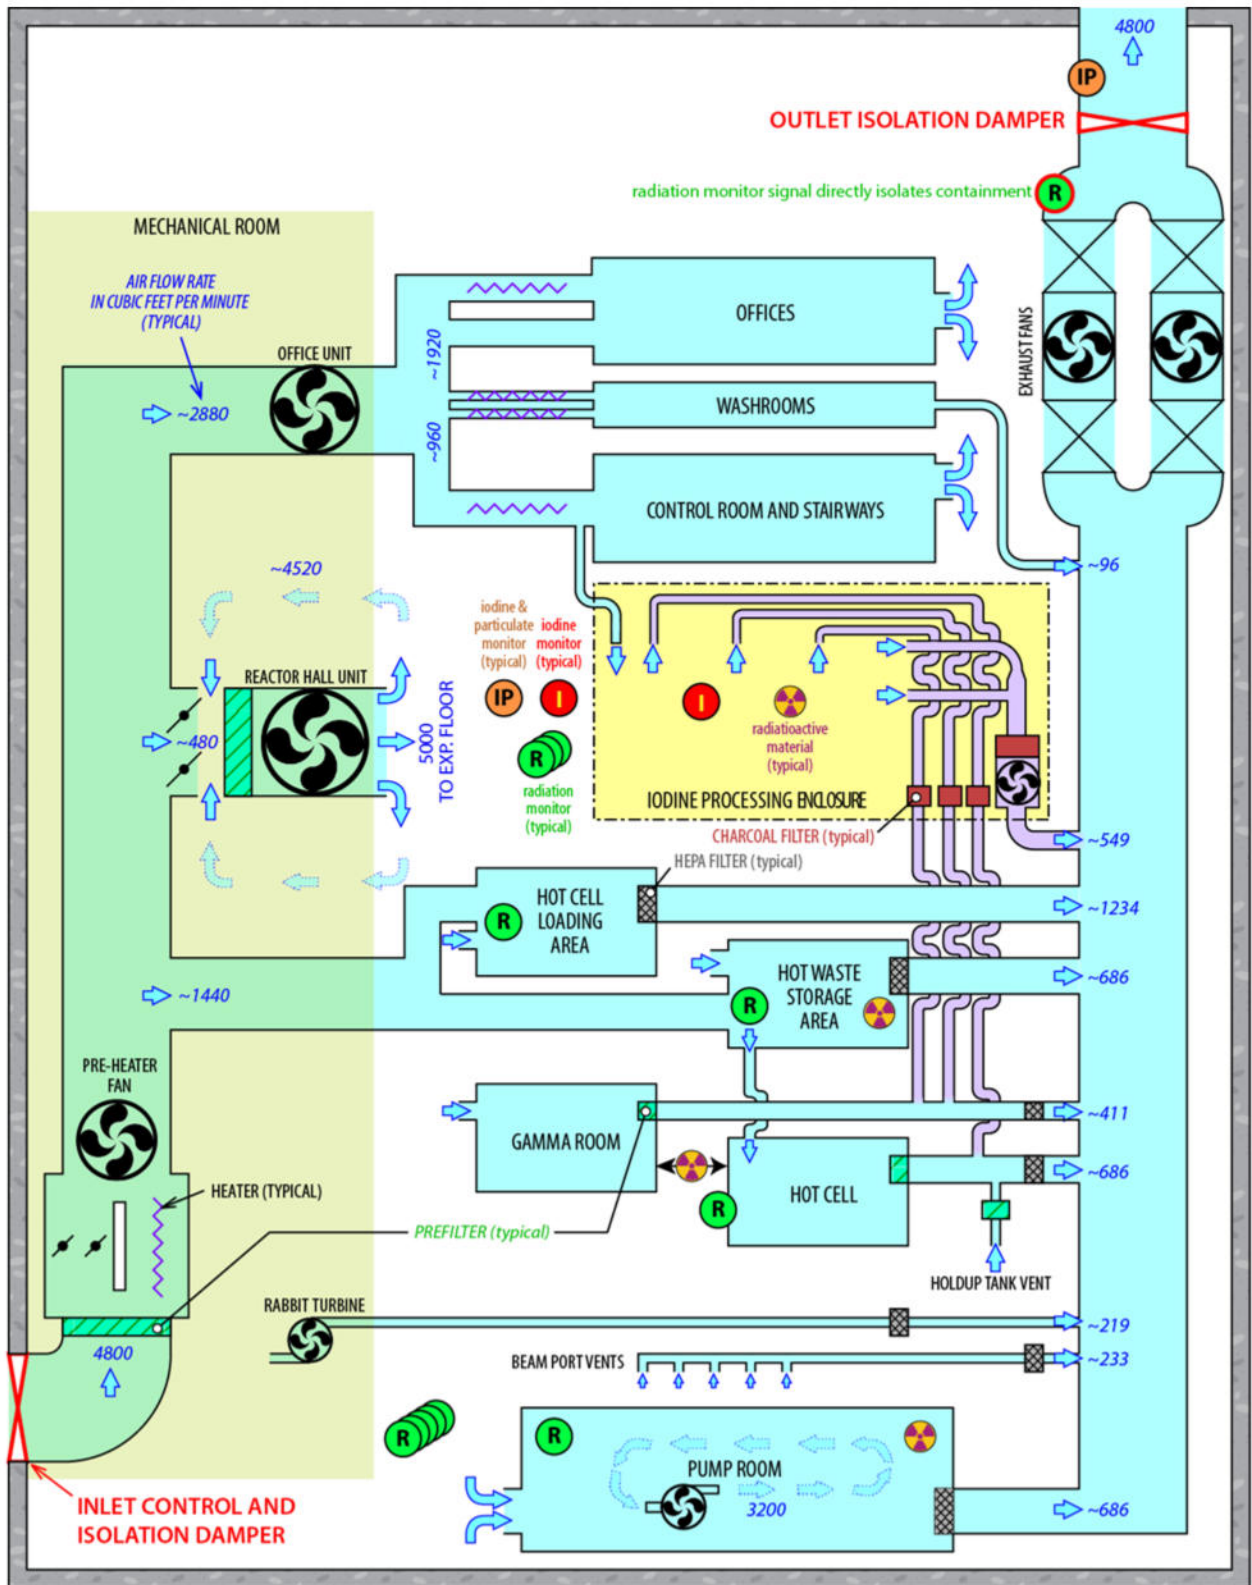 4800
IP
OUTLET ISOLATION DAMPER
radiation monitor signal directly isolates containment
R
MECHANICAL ROOM
AIR FLOW RATE
IN CUBIC FEET PER MINUTE
(TYPICAL)
OFFICE UNIT
~2880
~1920
~960
OFFICES
WASHROOMS
CONTROL ROOM AND STAIRWAYS
EXHAUST FANS
~96
~4520
REACTOR HALL UNIT
~480
5000
TO EXP. FLOOR
iodine &
particulate
monitor
(typical)
iodine
monitor
(typical)
IP
I
R
radiation
monitor
(typical)
I
radiatioactive
material
(typical)
IODINE PROCESSING ENCLOSURE
CHARCOAL FILTER (typical)
~549
HEPA FILTER (typical)
HOT CELL
LOADING
AREA
R
~1234
HOT WASTE
STORAGE
AREA
R
~686
~1440
PRE-HEATER
FAN
GAMMA ROOM
~411
HOT CELL
R
~686
HEATER (TYPICAL)
PREFILTER (typical)
HOLDUP TANK VENT
RABBIT TURBINE
~219
4800
BEAM PORT VENTS
~233
R
R
PUMP ROOM
3200
~686
INLET CONTROL AND
ISOLATION DAMPER